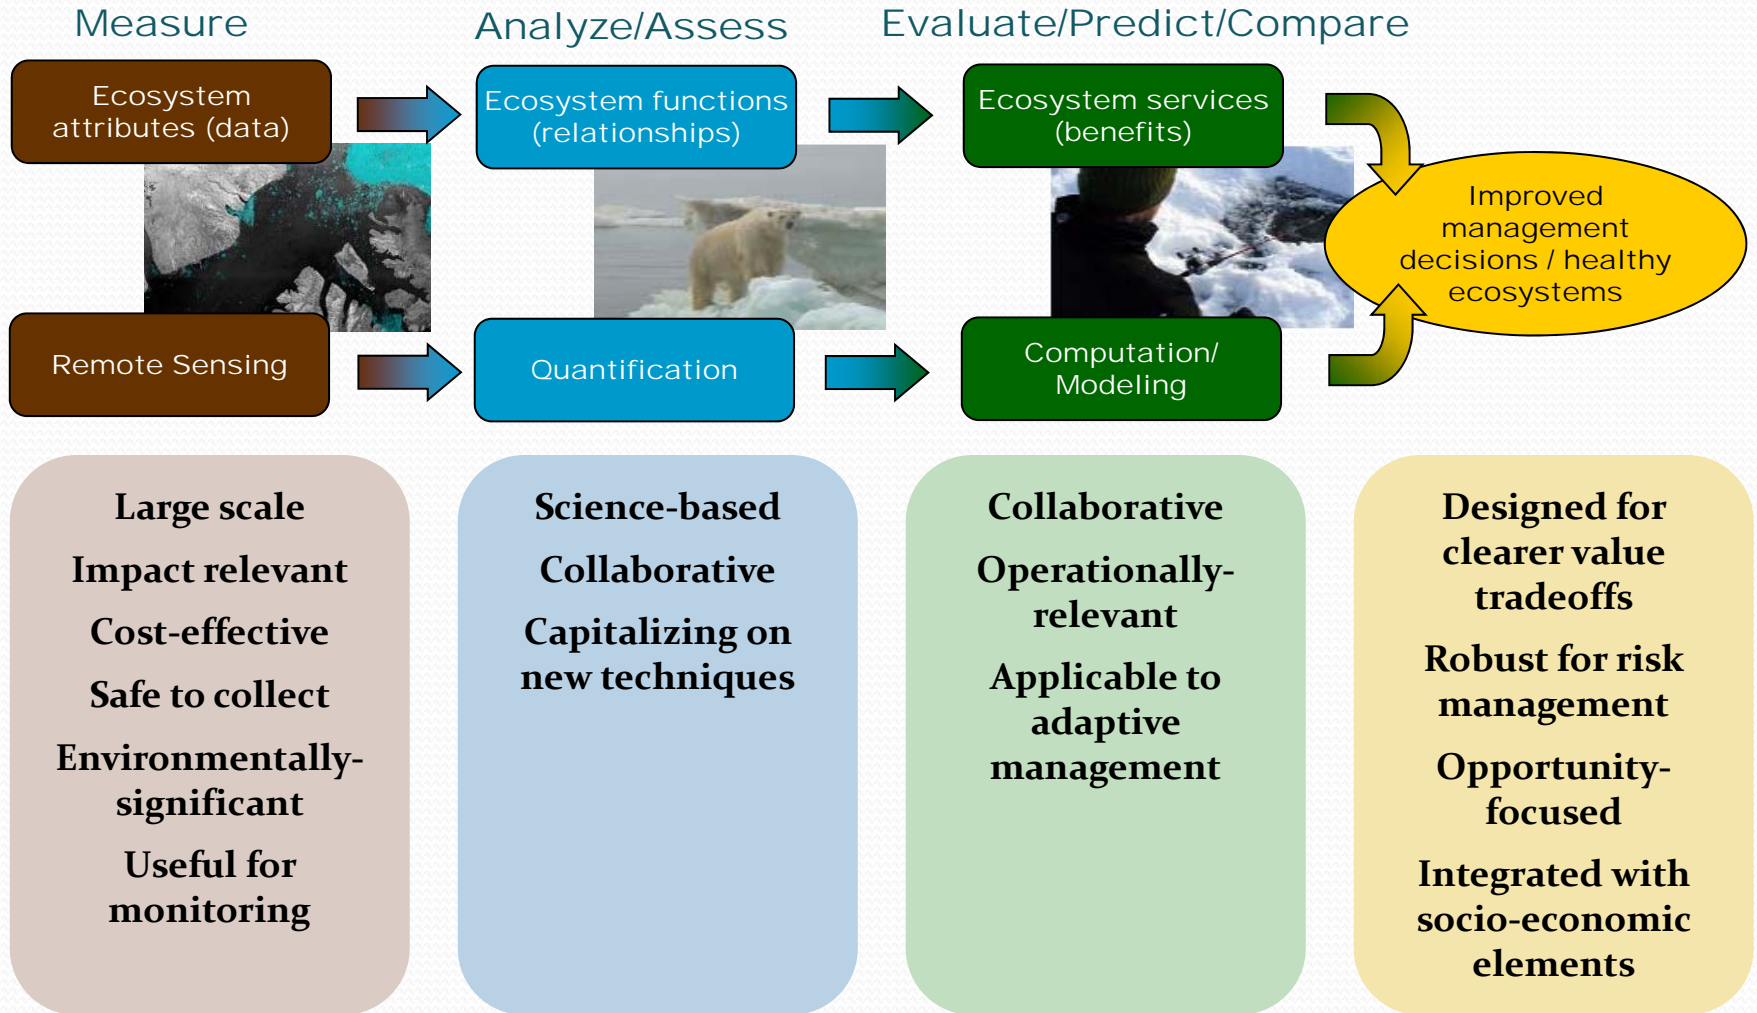 Measure
Analyze/Assess
Evaluate/Predict/Compare
Ecosystem
attributes (data)
Ecosystem functions
(relationships)
Ecosystem services
(benefits)
Improved
management
decisions / healthy
ecosystems
Remote Sensing
Quantification
Computation/
Modeling
Large scale
Impact relevant
Cost-effective
Safe to collect
Environmentally-
significant
Useful for
monitoring
Science-based
Collaborative
Capitalizing on
new techniques
Collaborative
Operationally-
relevant
Applicable to
adaptive
management
Designed for
clearer value
tradeoffs
Robust for risk
management
Opportunity-
focused
Integrated with
socio-economic
elements